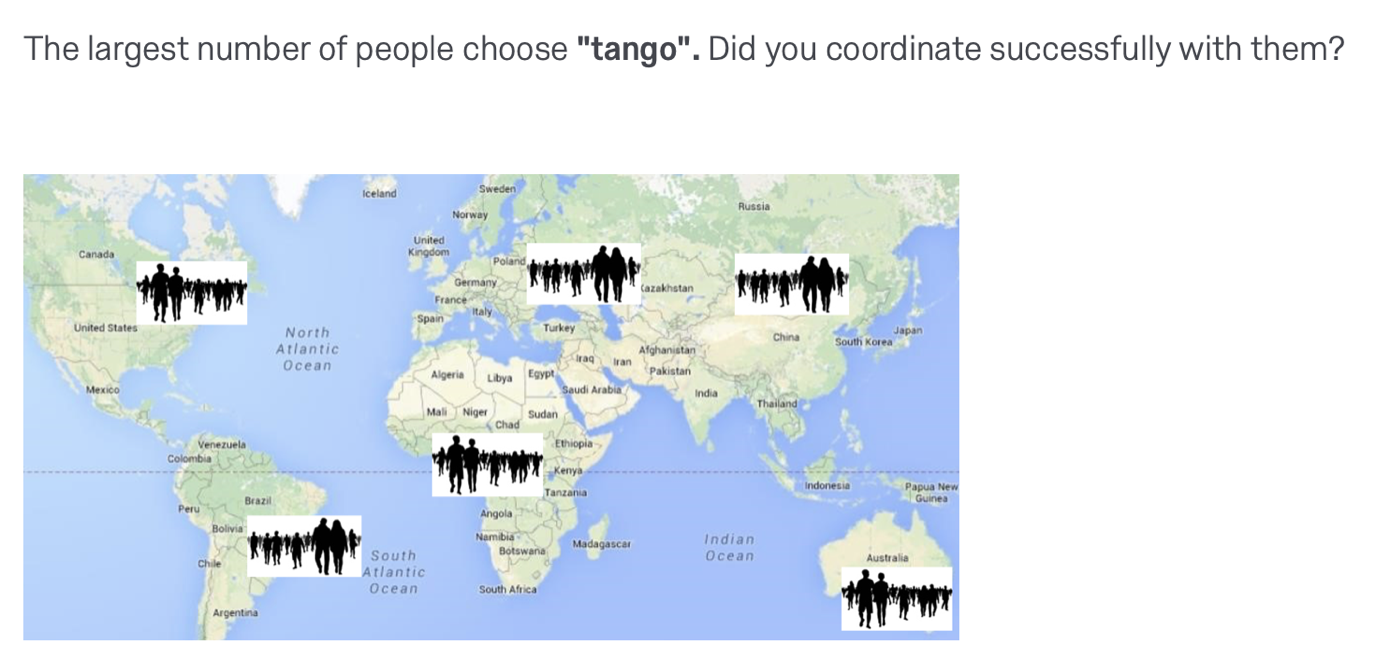 The largest number of people choose "tango". Did you coordinate successfully with them?
Iceland
Sweden
Norway
Russia
United
Kingdom
Canada
Poland
Germany
Kazakhstan
France
Italy
Spain
United States
Turkey
North
Atlantic
Ocean
China
Japan
South Korea
Afghanistan
Iraq
Iran
Pakistan
Algeria
Libya
Egypt
Saudi Arabia
Mexico
India
Thailand
Mali
Niger
Sudan
Chad
Venezuela
Ethiopia
Colombia
Kenya
Indonesia
Papua New
Guinea
Tanzania
Brazil
Peru
Angola
Bolivia
Namibia
Botswana
Madagascar
Indian
Ocean
South
Atlantic
Ocean
Chile
Australia
South Africa
Argentina